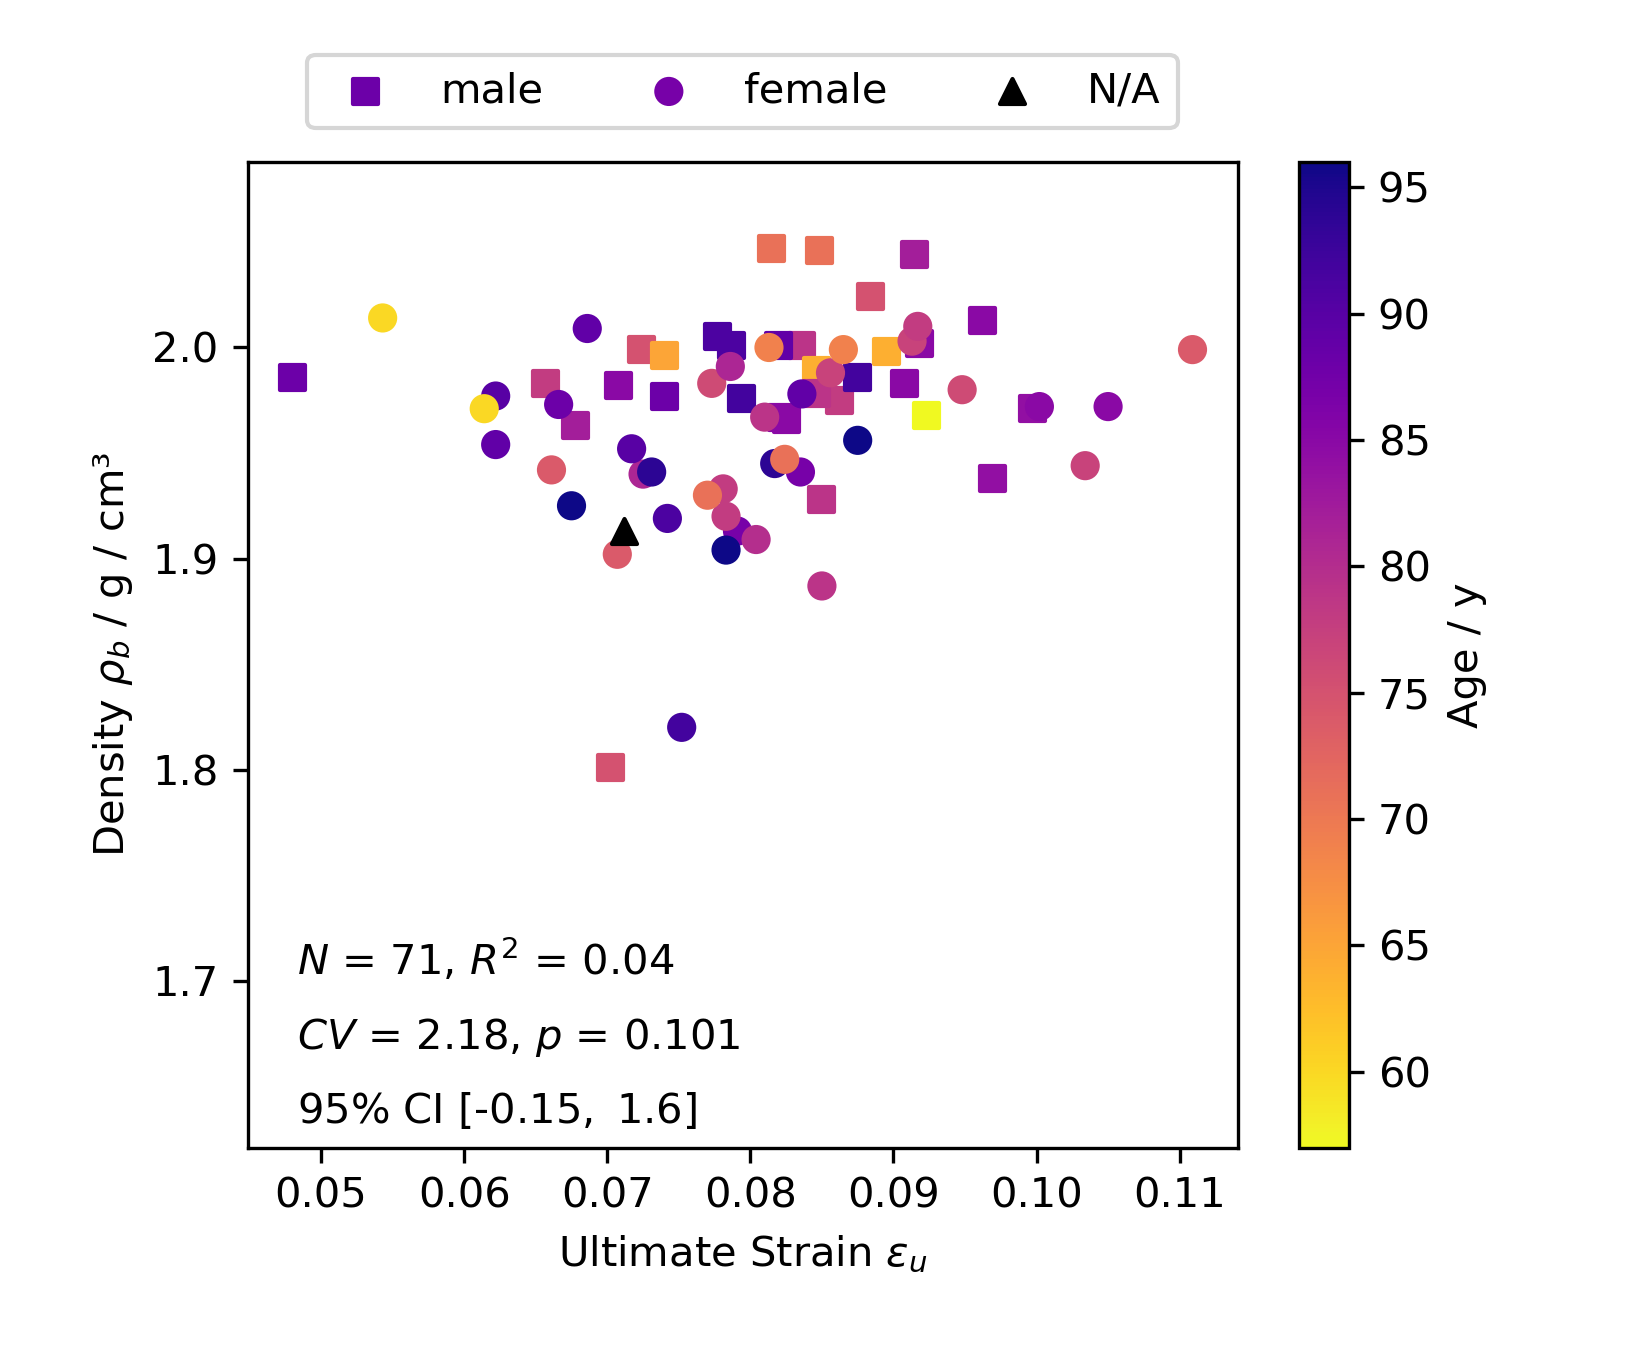 male female N/A
Density ρb / g / cm³
2.0
1.9
1.8
1.7
N = 71, R² = 0.04
CV = 2.18, p = 0.101
95% CI [-0.15, 1.6]
0.05 0.06 0.07 0.08 0.09 0.10 0.11
Ultimate Strain εu
95
90
85
80
75
70
65
60
Age / y